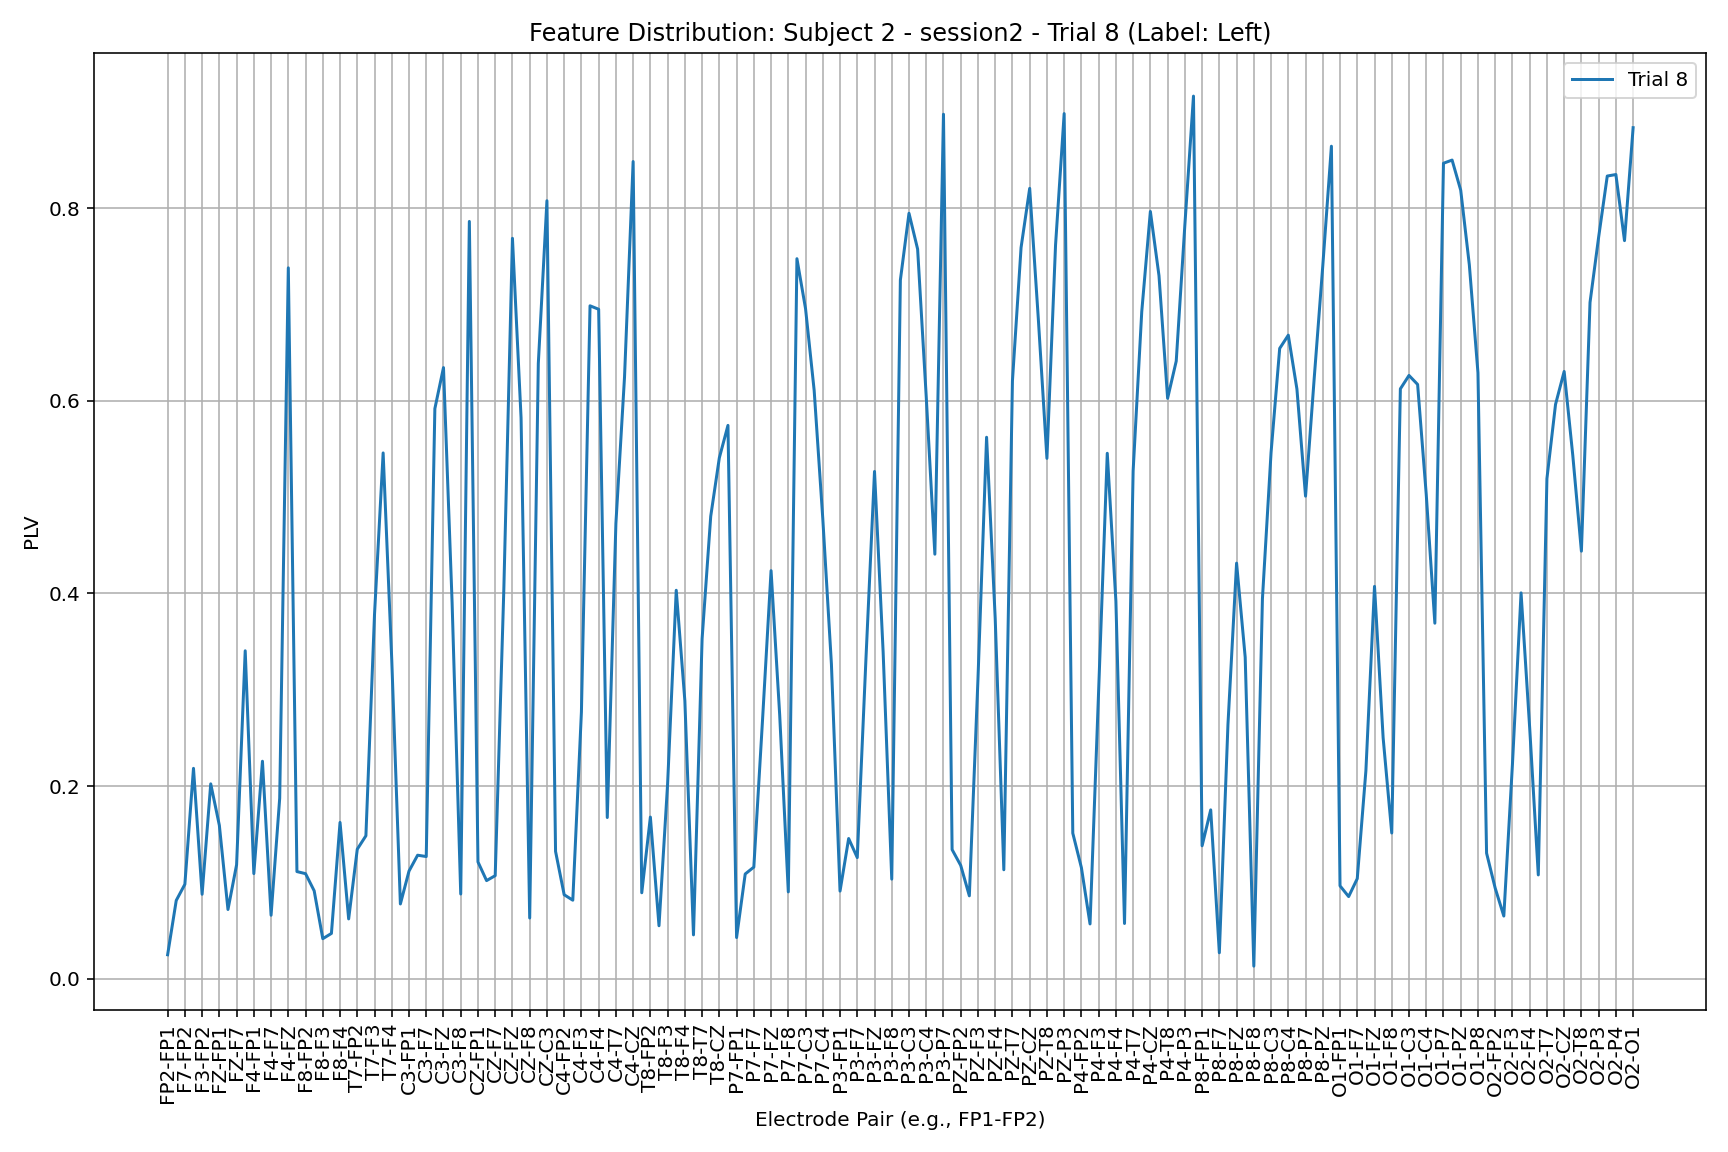 Feature Distribution: Subject 2 - session2 - Trial 8 (Label: Left)
Trial 8
PLV
0.8
0.6
0.4
0.2
0.0
FP2-FP1
F7-FP2
F3-FP2
FZ-FP1
FZ-F7
F4-FP1
F4-F7
F4-FZ
F8-FP2
F8-F3
F8-F4
T7-FP2
T7-F3
T7-F4
C3-FP1
C3-F7
C3-FZ
C3-F8
CZ-FP1
CZ-F7
CZ-FZ
CZ-F8
CZ-C3
C4-FP2
C4-F3
C4-F4
C4-T7
C4-CZ
T8-FP2
T8-F3
T8-F4
T8-T7
T8-CZ
P7-FP1
P7-F7
P7-FZ
P7-F8
P7-C3
P7-C4
P3-FP1
P3-F7
P3-FZ
P3-F8
P3-C3
P3-C4
P3-P7
PZ-FP2
PZ-F3
PZ-F4
PZ-T7
PZ-CZ
PZ-T8
PZ-P3
P4-FP2
P4-F3
P4-F4
P4-T7
P4-CZ
P4-T8
P4-P3
P8-FP1
P8-F7
P8-FZ
P8-F8
P8-C3
P8-C4
P8-P7
P8-PZ
O1-FP1
O1-F7
O1-FZ
O1-F8
O1-C3
O1-C4
O1-P7
O1-PZ
O1-P8
O2-FP2
O2-F3
O2-F4
O2-T7
O2-CZ
O2-T8
O2-P3
O2-P4
O2-O1
Electrode Pair (e.g., FP1-FP2)